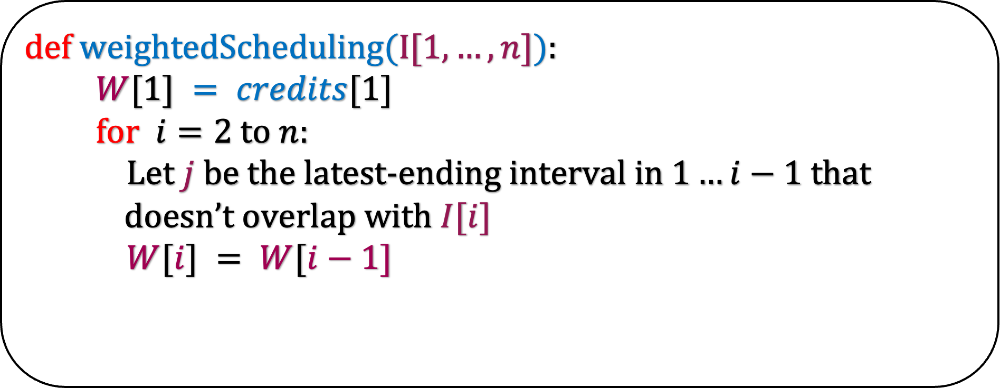 def weightedScheduling(I[1, … , n]):
W[1] = credits[1]
for i = 2 to n:
Let j be the latest-ending interval in 1 … i − 1 that
doesn’t overlap with I[i]
W[i] = W[i − 1]